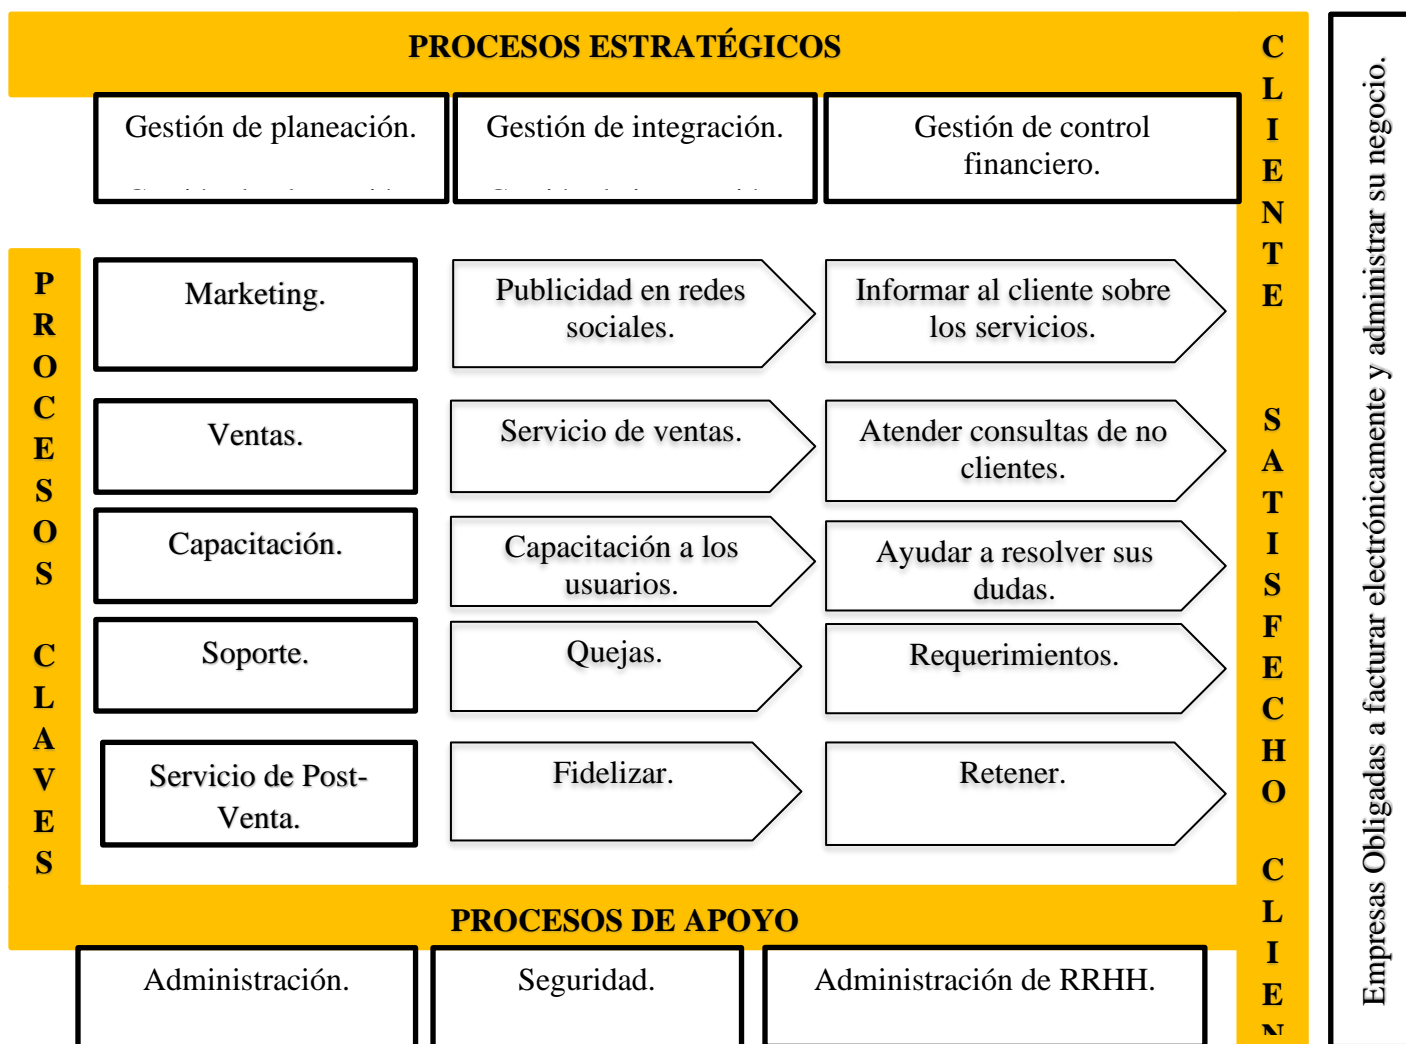 PROCESOS ESTRATÉGICOS
Gestión de planeación.
Gestión de integración.
Gestión de control
financiero.
PROCESOS CLAVES
Marketing.
Publicidad en redes
sociales.
Informar al cliente sobre
los servicios.
Ventas.
Servicio de ventas.
Atender consultas de no
clientes.
Capacitación.
Capacitación a los
usuarios.
Ayudar a resolver sus
dudas.
Soporte.
Quejas.
Requerimientos.
Servicio de Post-
Venta.
Fidelizar.
Retener.
PROCESOS DE APOYO
Administración.
Seguridad.
Administración de RRHH.
CLIENTE SATISFECHO CLIEN
Empresas Obligadas a facturar electrónicamente y administrar su negocio.